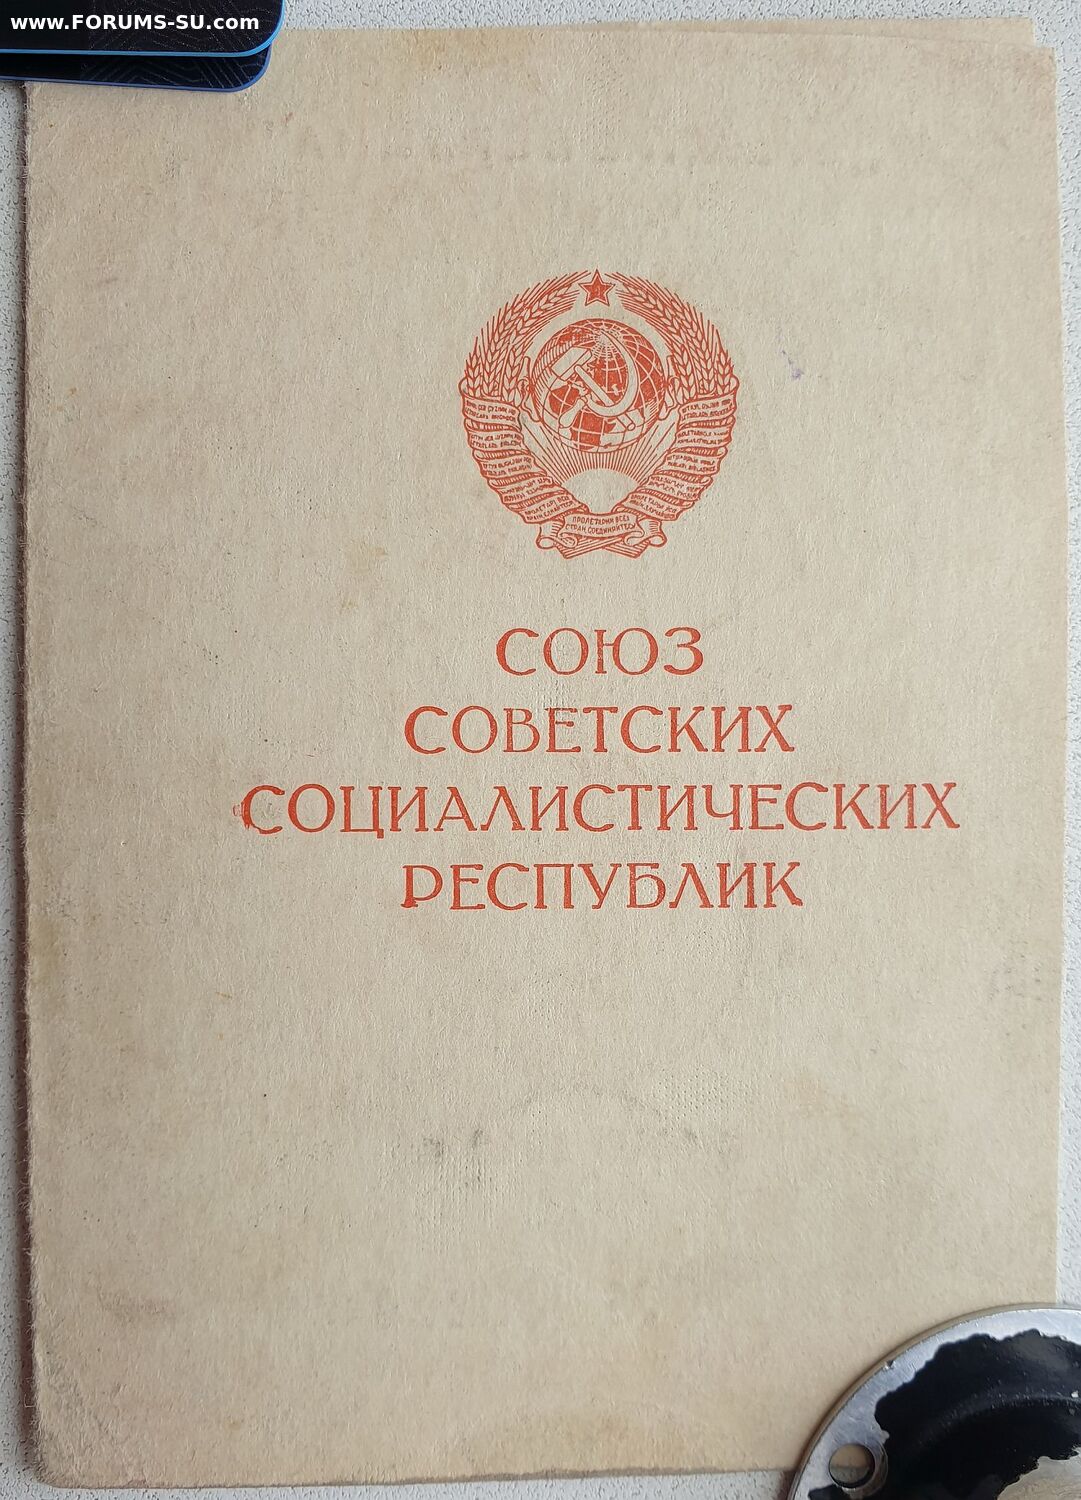 www.FORUMS-SU.com
ПРОЛЕТАРИИ ВСЕХ
СТРАН, СОЕДИНЯЙТЕСЬ
СОЮЗ
СОВЕТСКИХ
СОЦИАЛИСТИЧЕСКИХ
РЕСПУБЛИК